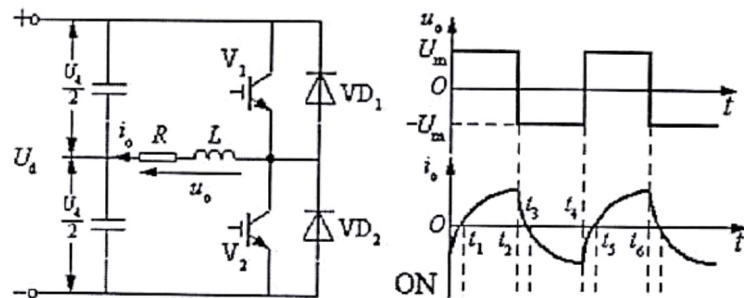 +
U_d/2
V_1
VD_1
U_d
i_o R L
u_o
U_d/2
V_2
VD_2
−
u_o
U_m
O
t
-U_m
i_o
t_3 t_4
O
t_1 t_2 t_5 t_6 t
ON